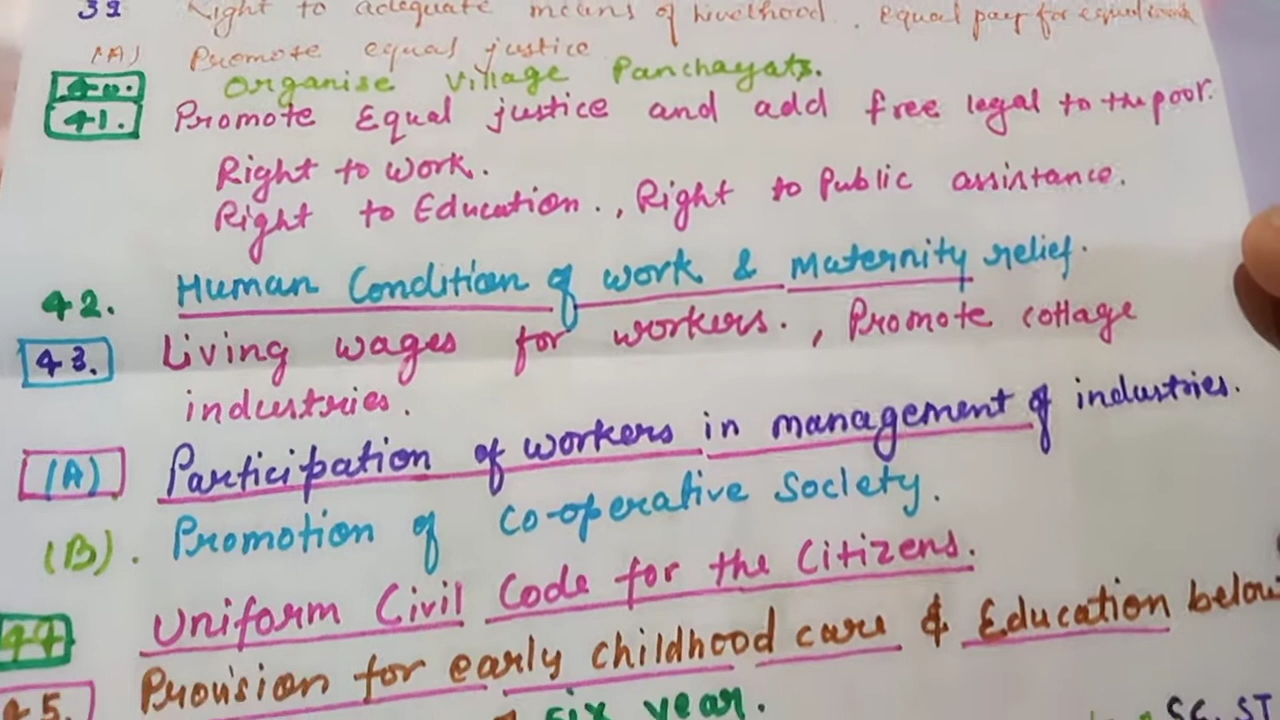 39 Right to adequate means of livelihood. Equal pay for equal work
(A) Promote equal justice
40. Organise Village Panchayats.
41. Promote Equal justice and add free legal to the poor.
Right to work.
Right to Education., Right to Public assistance.
42. Human Condition of work & Maternity relief.
43. Living wages for workers., Promote cottage
industries.
(A) Participation of workers in management of industries.
(B). Promotion of co-operative Society.
44 Uniform Civil Code for the Citizens.
45. Provision for early childhood care & Education below
six year.
SC, ST